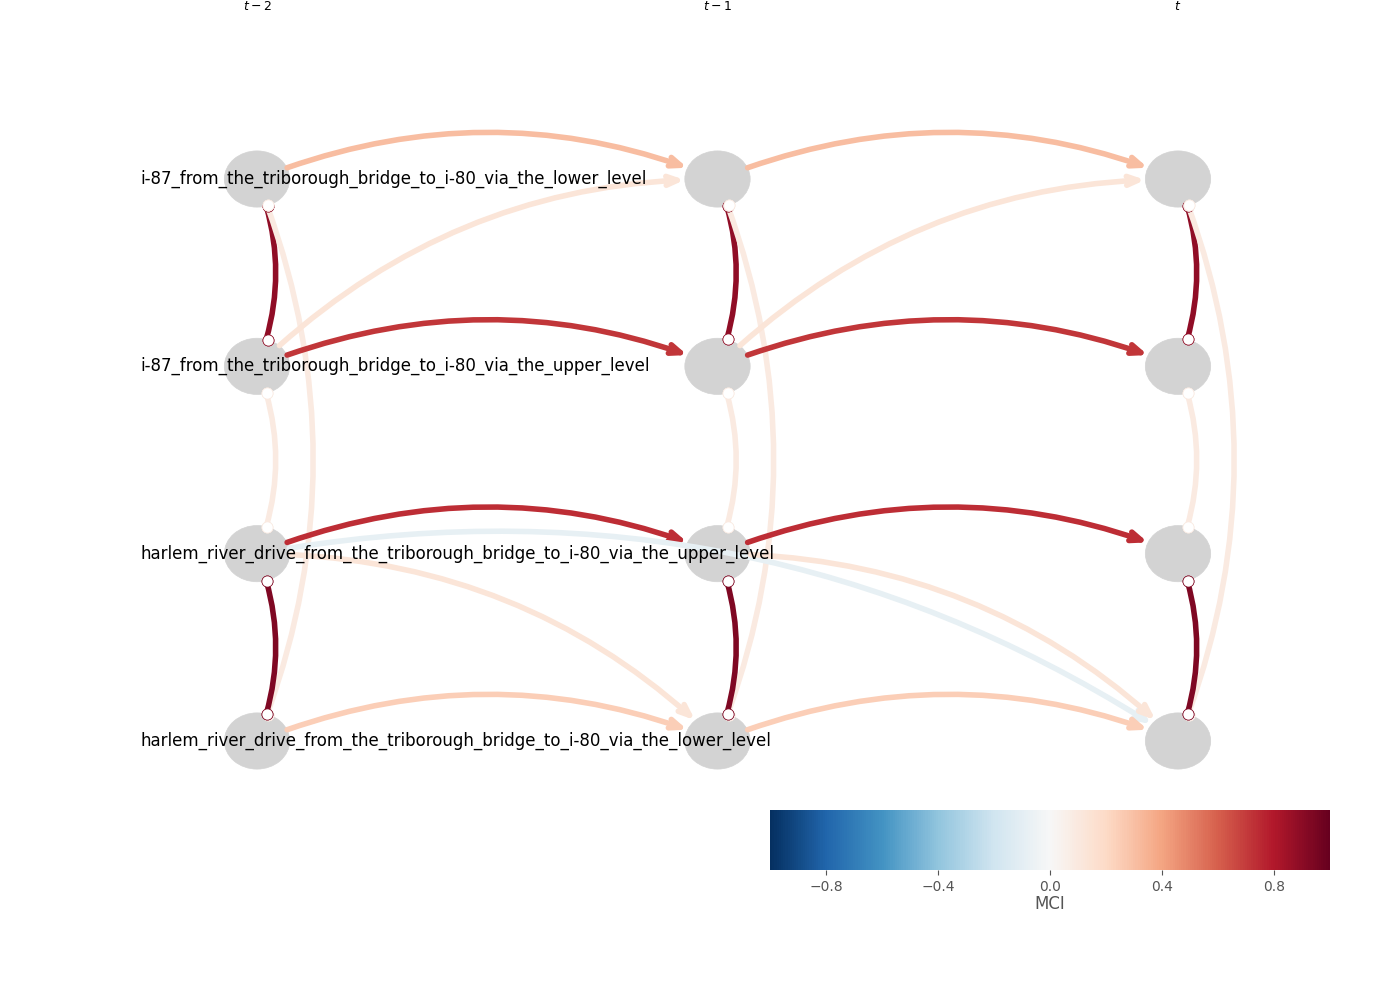 t − 2 t − 1 t
i-87_from_the_triborough_bridge_to_i-80_via_the_lower_level
i-87_from_the_triborough_bridge_to_i-80_via_the_upper_level
harlem_river_drive_from_the_triborough_bridge_to_i-80_via_the_upper_level
harlem_river_drive_from_the_triborough_bridge_to_i-80_via_the_lower_level
−0.8 −0.4 0.0 0.4 0.8
MCI